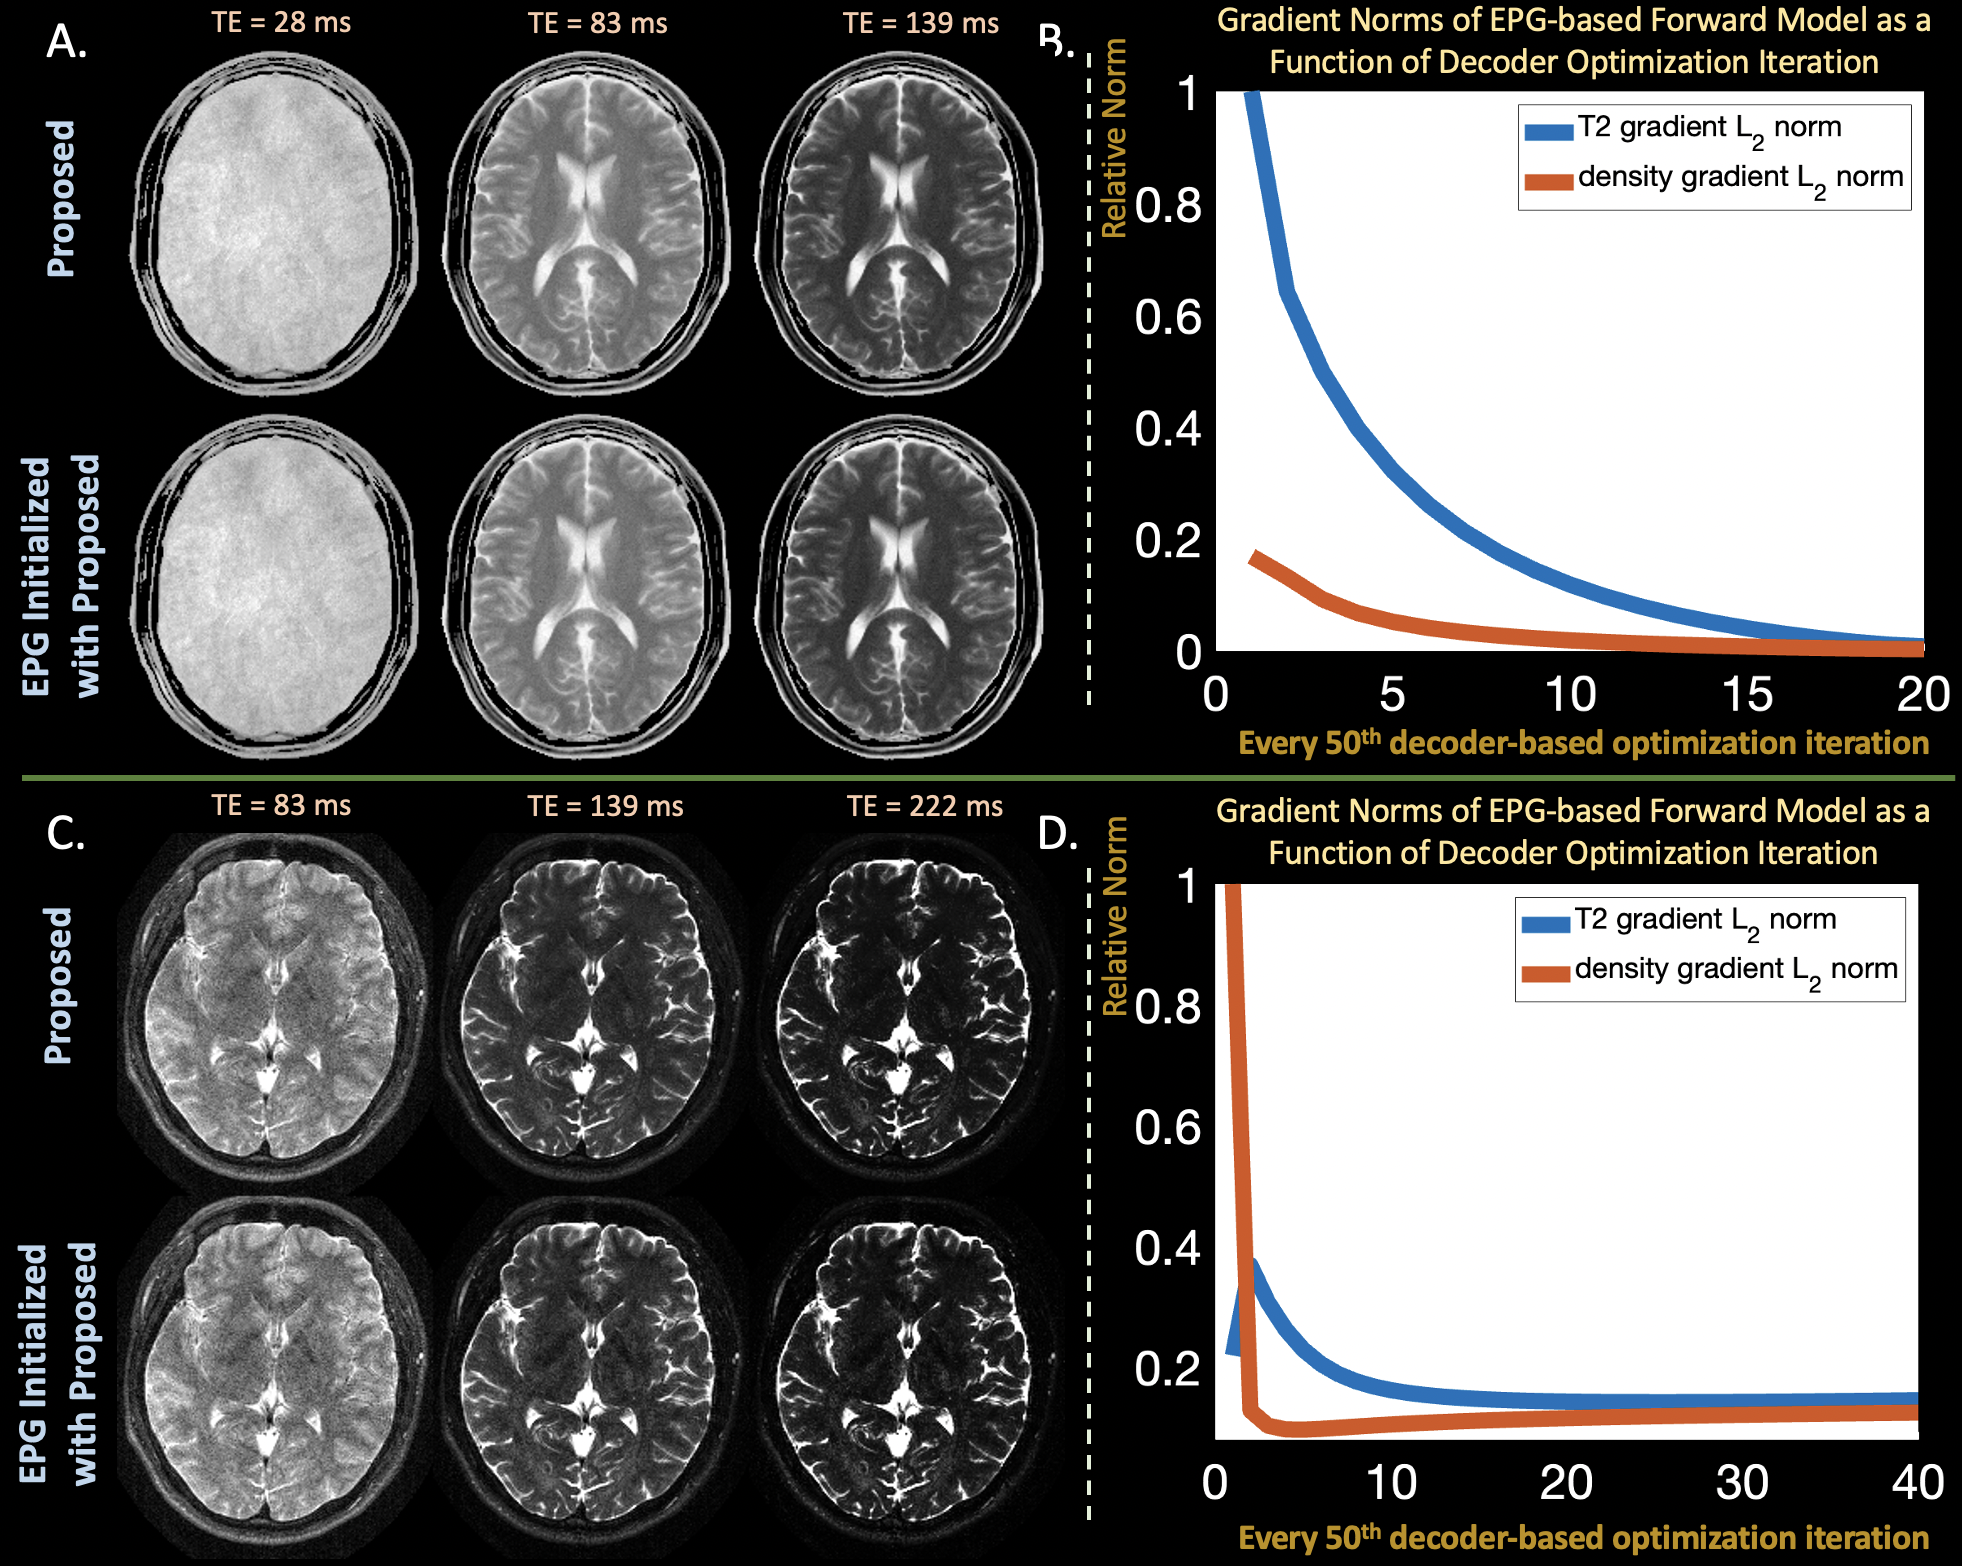 A.
TE = 28 ms
TE = 83 ms
TE = 139 ms
Proposed
EPG Initialized
with Proposed
B.
Gradient Norms of EPG-based Forward Model as a
Function of Decoder Optimization Iteration
Relative Norm
1
0.8
0.6
0.4
0.2
0
T2 gradient L2 norm
density gradient L2 norm
0 5 10 15 20
Every 50th decoder-based optimization iteration
C.
TE = 83 ms
TE = 139 ms
TE = 222 ms
Proposed
EPG Initialized
with Proposed
D.
Gradient Norms of EPG-based Forward Model as a
Function of Decoder Optimization Iteration
Relative Norm
1
0.8
0.6
0.4
0.2
T2 gradient L2 norm
density gradient L2 norm
0 10 20 30 40
Every 50th decoder-based optimization iteration